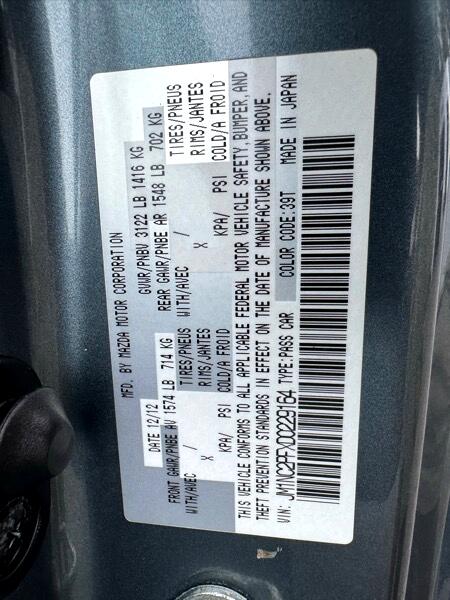 MFD. BY MAZDA MOTOR CORPORATION
DATE 12/12 GVWR/PNBV 3122 LB 1416 KG
FRONT GAWR/PNBE AV 1574 LB 714 KG REAR GAWR/PNBE AR 1548 LB 702 KG
WITH/AVEC TIRES/PNEUS WITH/AVEC TIRES/PNEUS
X RIMS/JANTES / X RIMS/JANTES
KPA/ PSI COLD/A FROID KPA/ PSI COLD/A FROID
THIS VEHICLE CONFORMS TO ALL APPLICABLE FEDERAL MOTOR VEHICLE SAFETY, BUMPER, AND
THEFT PREVENTION STANDARDS IN EFFECT ON THE DATE OF MANUFACTURE SHOWN ABOVE.
COLOR CODE:39T MADE IN JAPAN
VIN: JM1NC2PF7D0229164 TYPE:PASS CAR